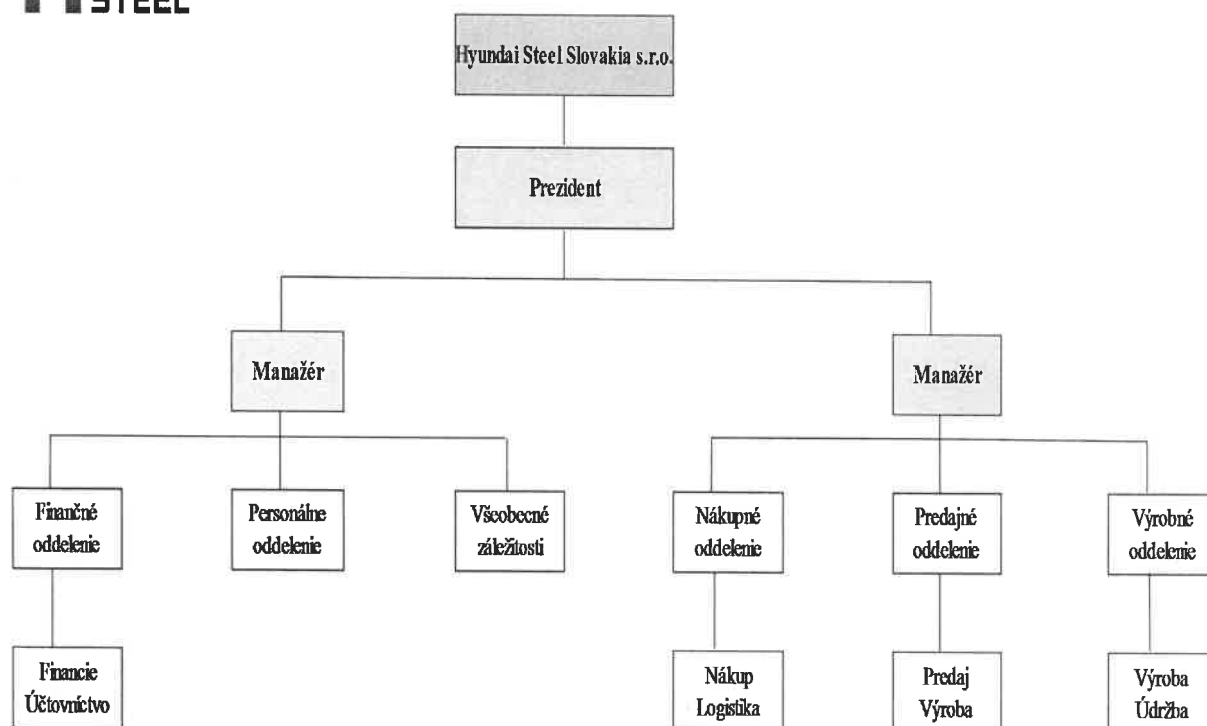 STEEL
Hyundai Steel Slovakia s.r.o.
Prezident
Manažér
Manažér
Finančné
oddelenie
Personálne
oddelenie
Všeobecné
záležitosti
Nákupné
oddelenie
Predajné
oddelenie
Výrobné
oddelenie
Financie
Účtovníctvo
Nákup
Logistika
Predaj
Výroba
Výroba
Údržba